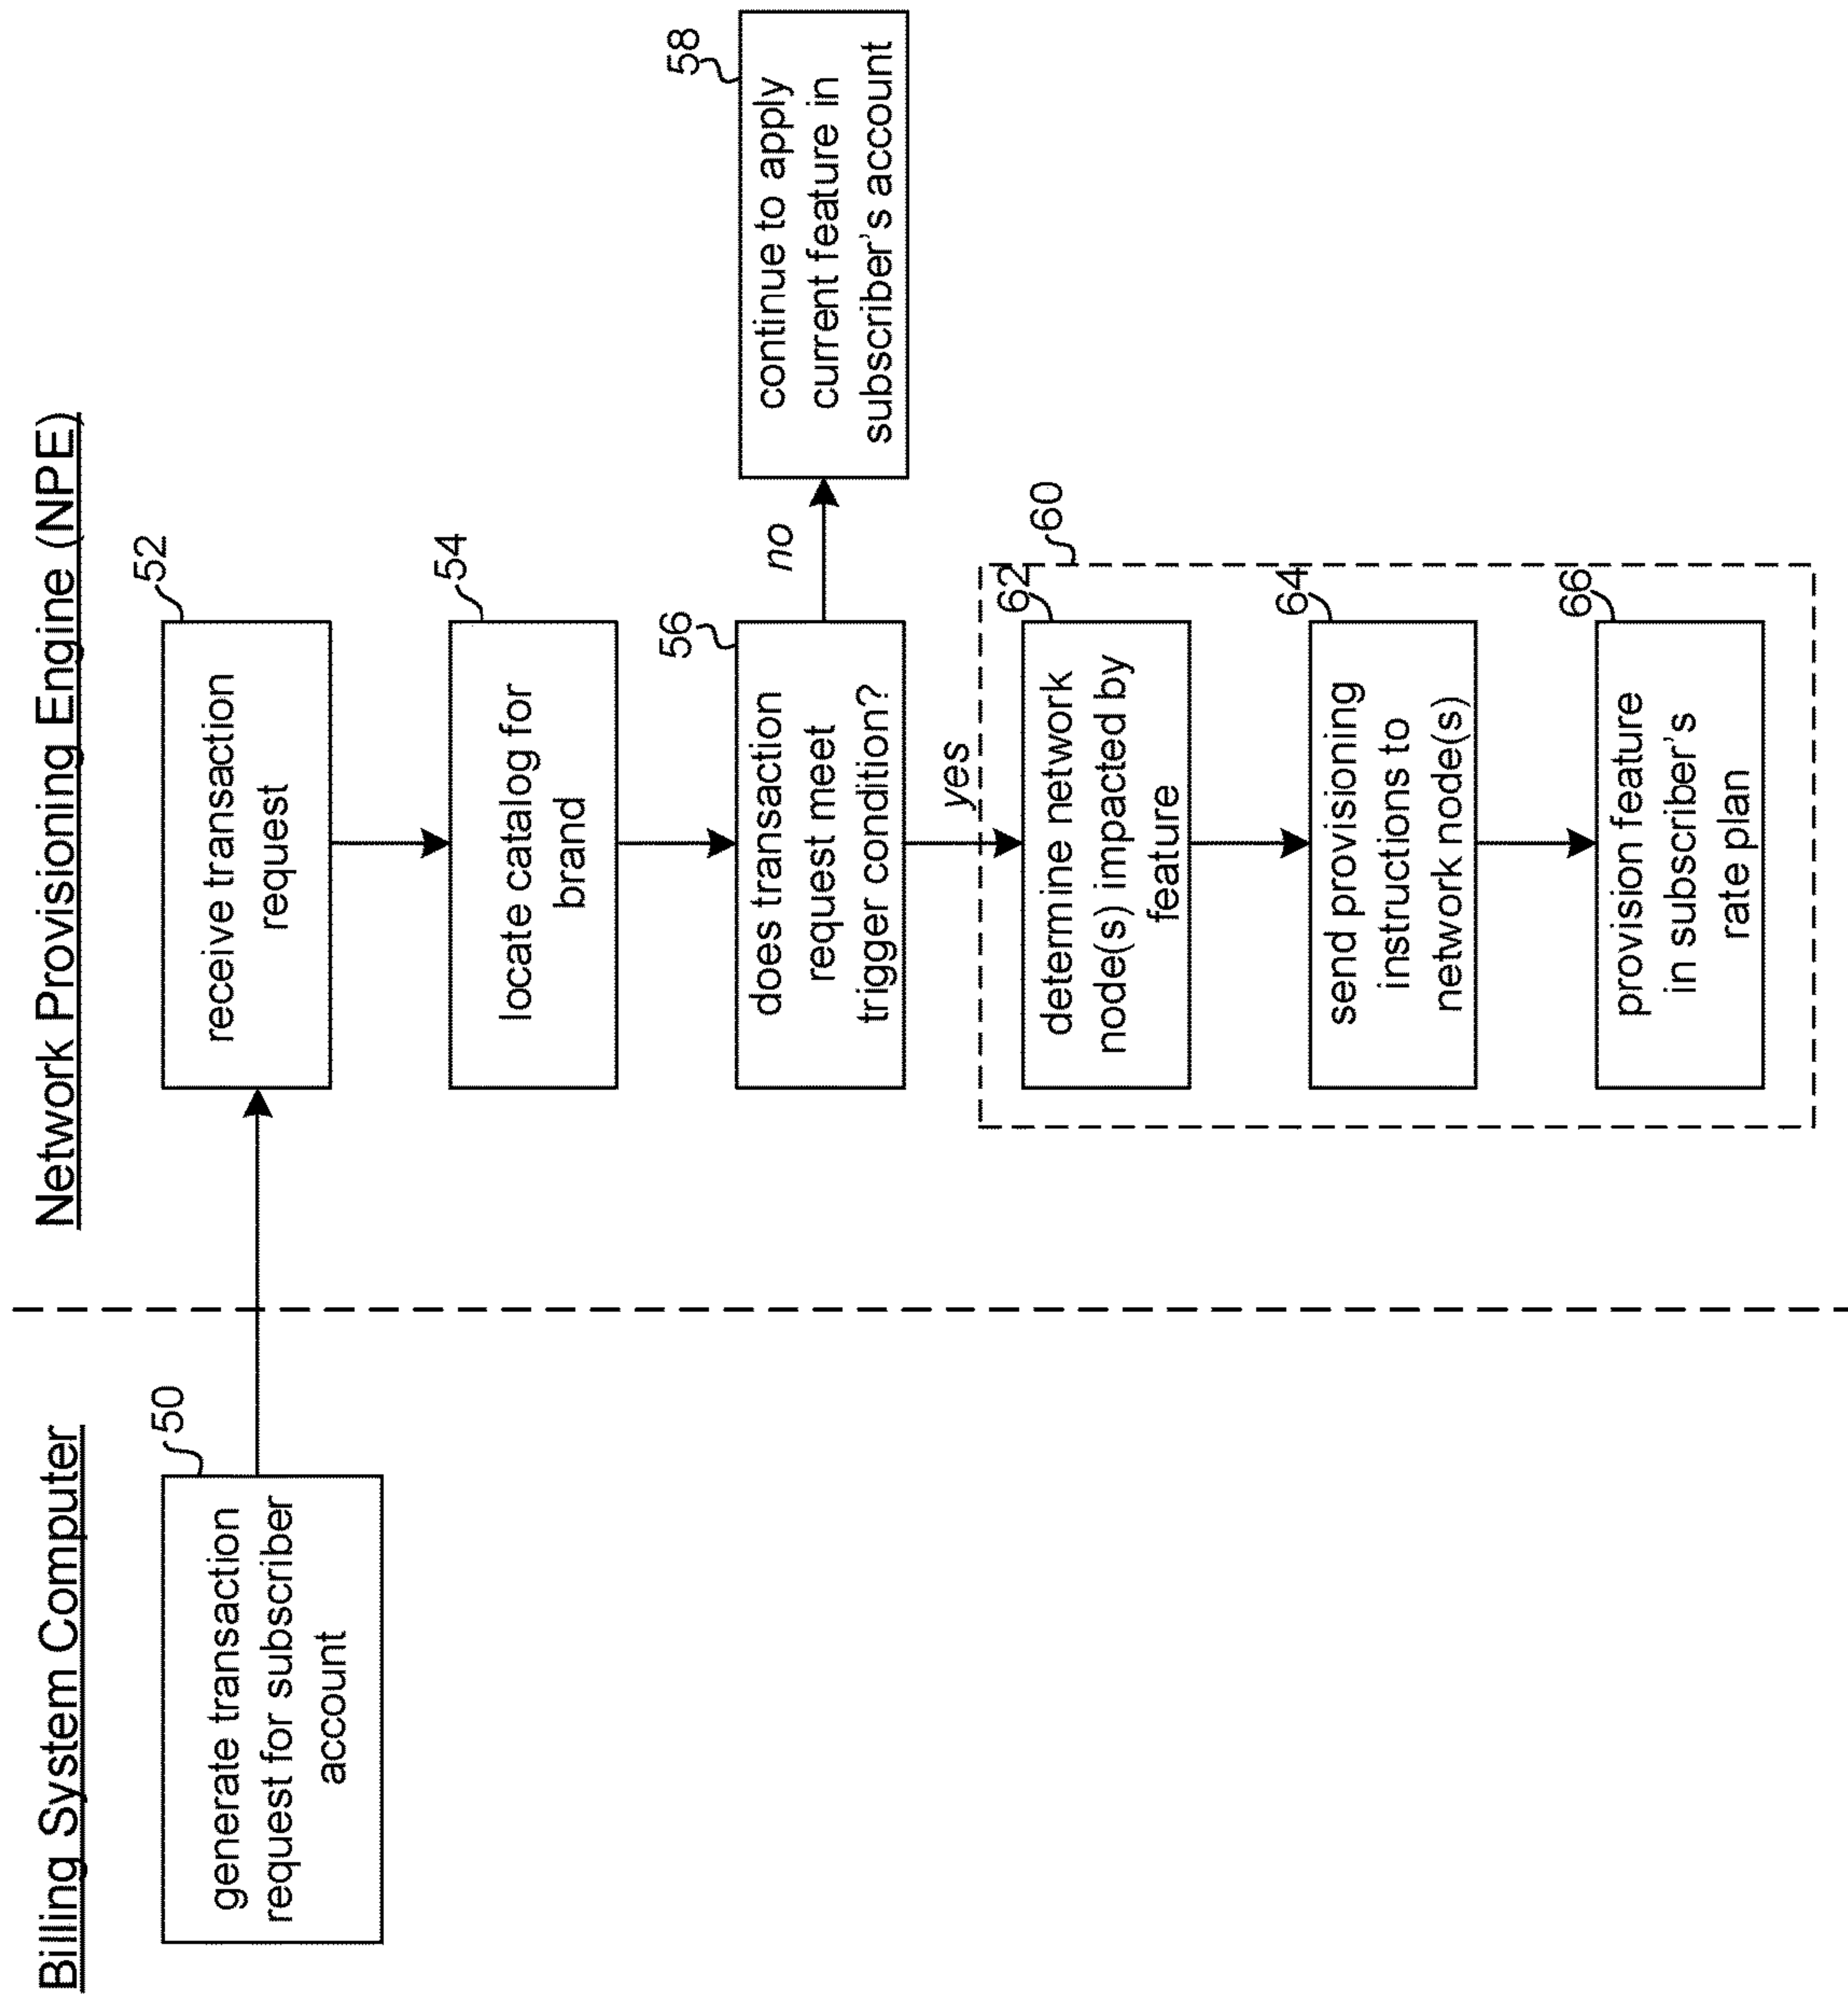 Billing System Computer
Network Provisioning Engine (NPE)
50
generate transaction
request for subscriber
account
52
receive transaction
request
54
locate catalog for
brand
56
does transaction
request meet
trigger condition?
no
58
continue to apply
current feature in
subscriber's account
yes
60
62
determine network
node(s) impacted by
feature
64
send provisioning
instructions to
network node(s)
66
provision feature
in subscriber's
rate plan